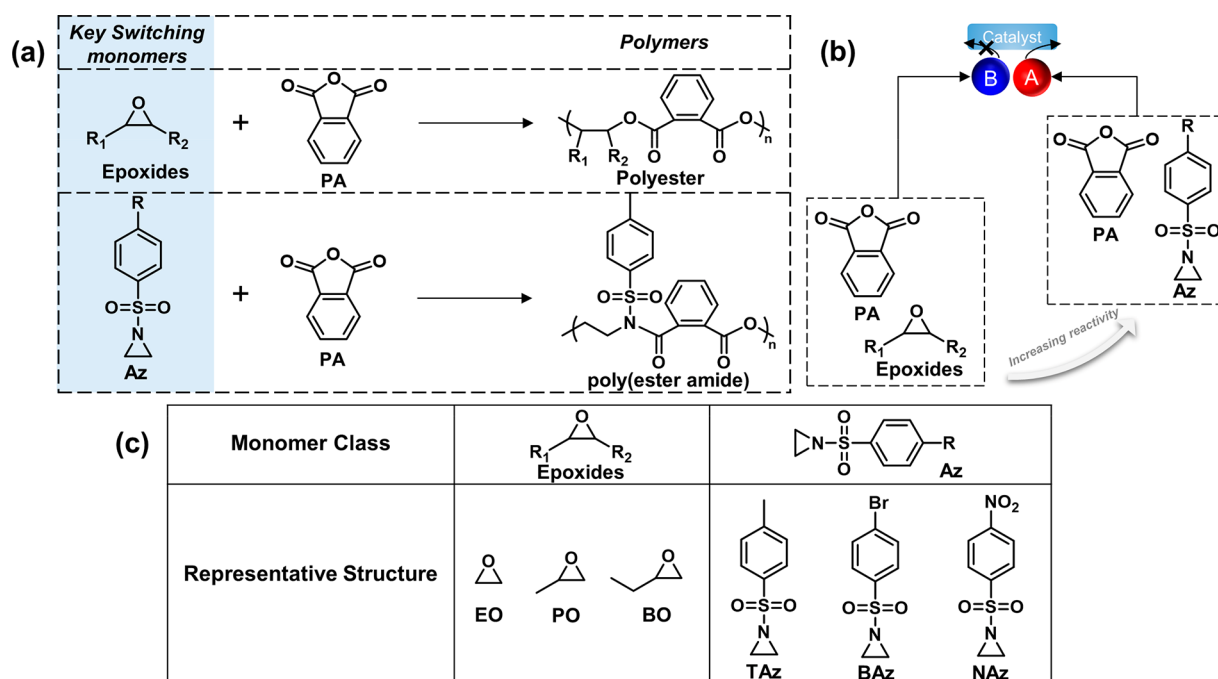 (a)
Key Switching monomers
Polymers
O
R1
R2
Epoxides
+
O
O
O
PA
O
O
O
O
n
R1
R2
Polyester
R
O=S=O
N
Az
+
O
O
O
PA
O=S=O
N
O
O
O
n
poly(ester amide)
(b)
Catalyst
B
A
O
O
O
PA
O
R1
R2
Epoxides
O
O
O
PA
R
O=S=O
N
Az
Increasing reactivity
(c)
Monomer Class
O
R1
R2
Epoxides
N
O
S
O
R
Az
Representative Structure
O
EO
O
PO
O
BO
O=S=O
N
TAz
Br
O=S=O
N
BAz
NO2
O=S=O
N
NAz